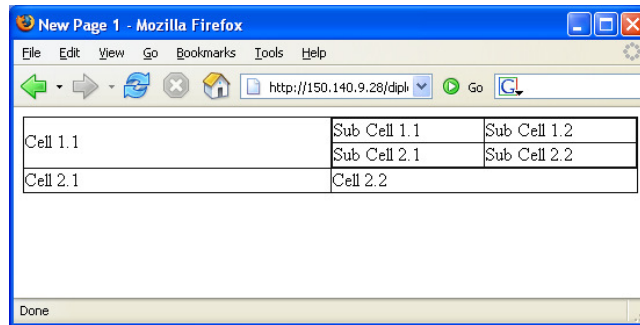 New Page 1 - Mozilla Firefox
File Edit View Go Bookmarks Tools Help
http://150.140.9.28/dipl Go G
Cell 1.1 Sub Cell 1.1 Sub Cell 1.2
Sub Cell 2.1 Sub Cell 2.2
Cell 2.1 Cell 2.2
Done